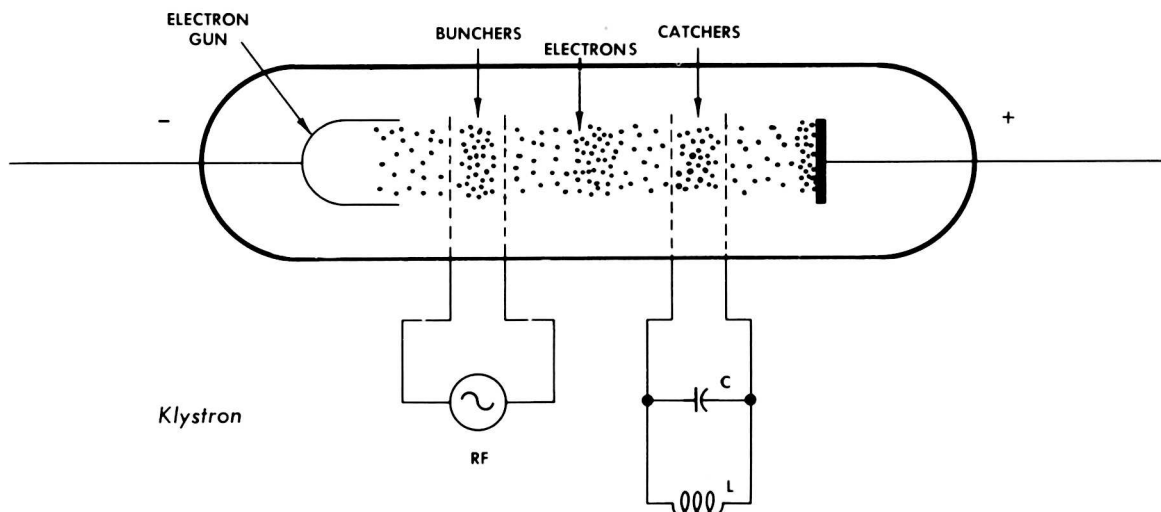 ELECTRON
GUN
BUNCHERS
ELECTRONS
CATCHERS
–
+
C
Klystron
RF
L